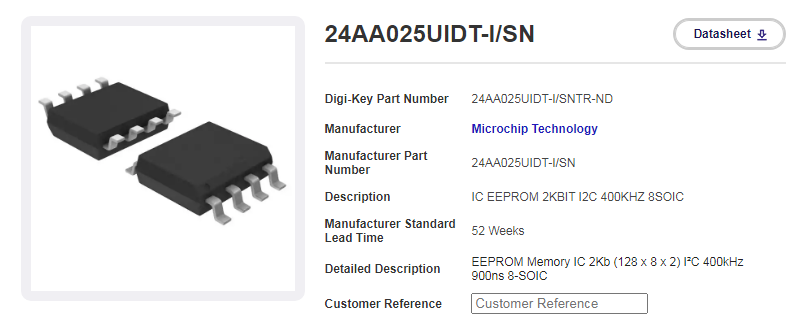 24AA025UIDT-I/SN
Datasheet
Digi-Key Part Number 24AA025UIDT-I/SNTR-ND
Manufacturer Microchip Technology
Manufacturer Part
Number 24AA025UIDT-I/SN
Description IC EEPROM 2KBIT I2C 400KHZ 8SOIC
Manufacturer Standard
Lead Time 52 Weeks
Detailed Description EEPROM Memory IC 2Kb (128 x 8 x 2) I²C 400kHz
900ns 8-SOIC
Customer Reference Customer Reference